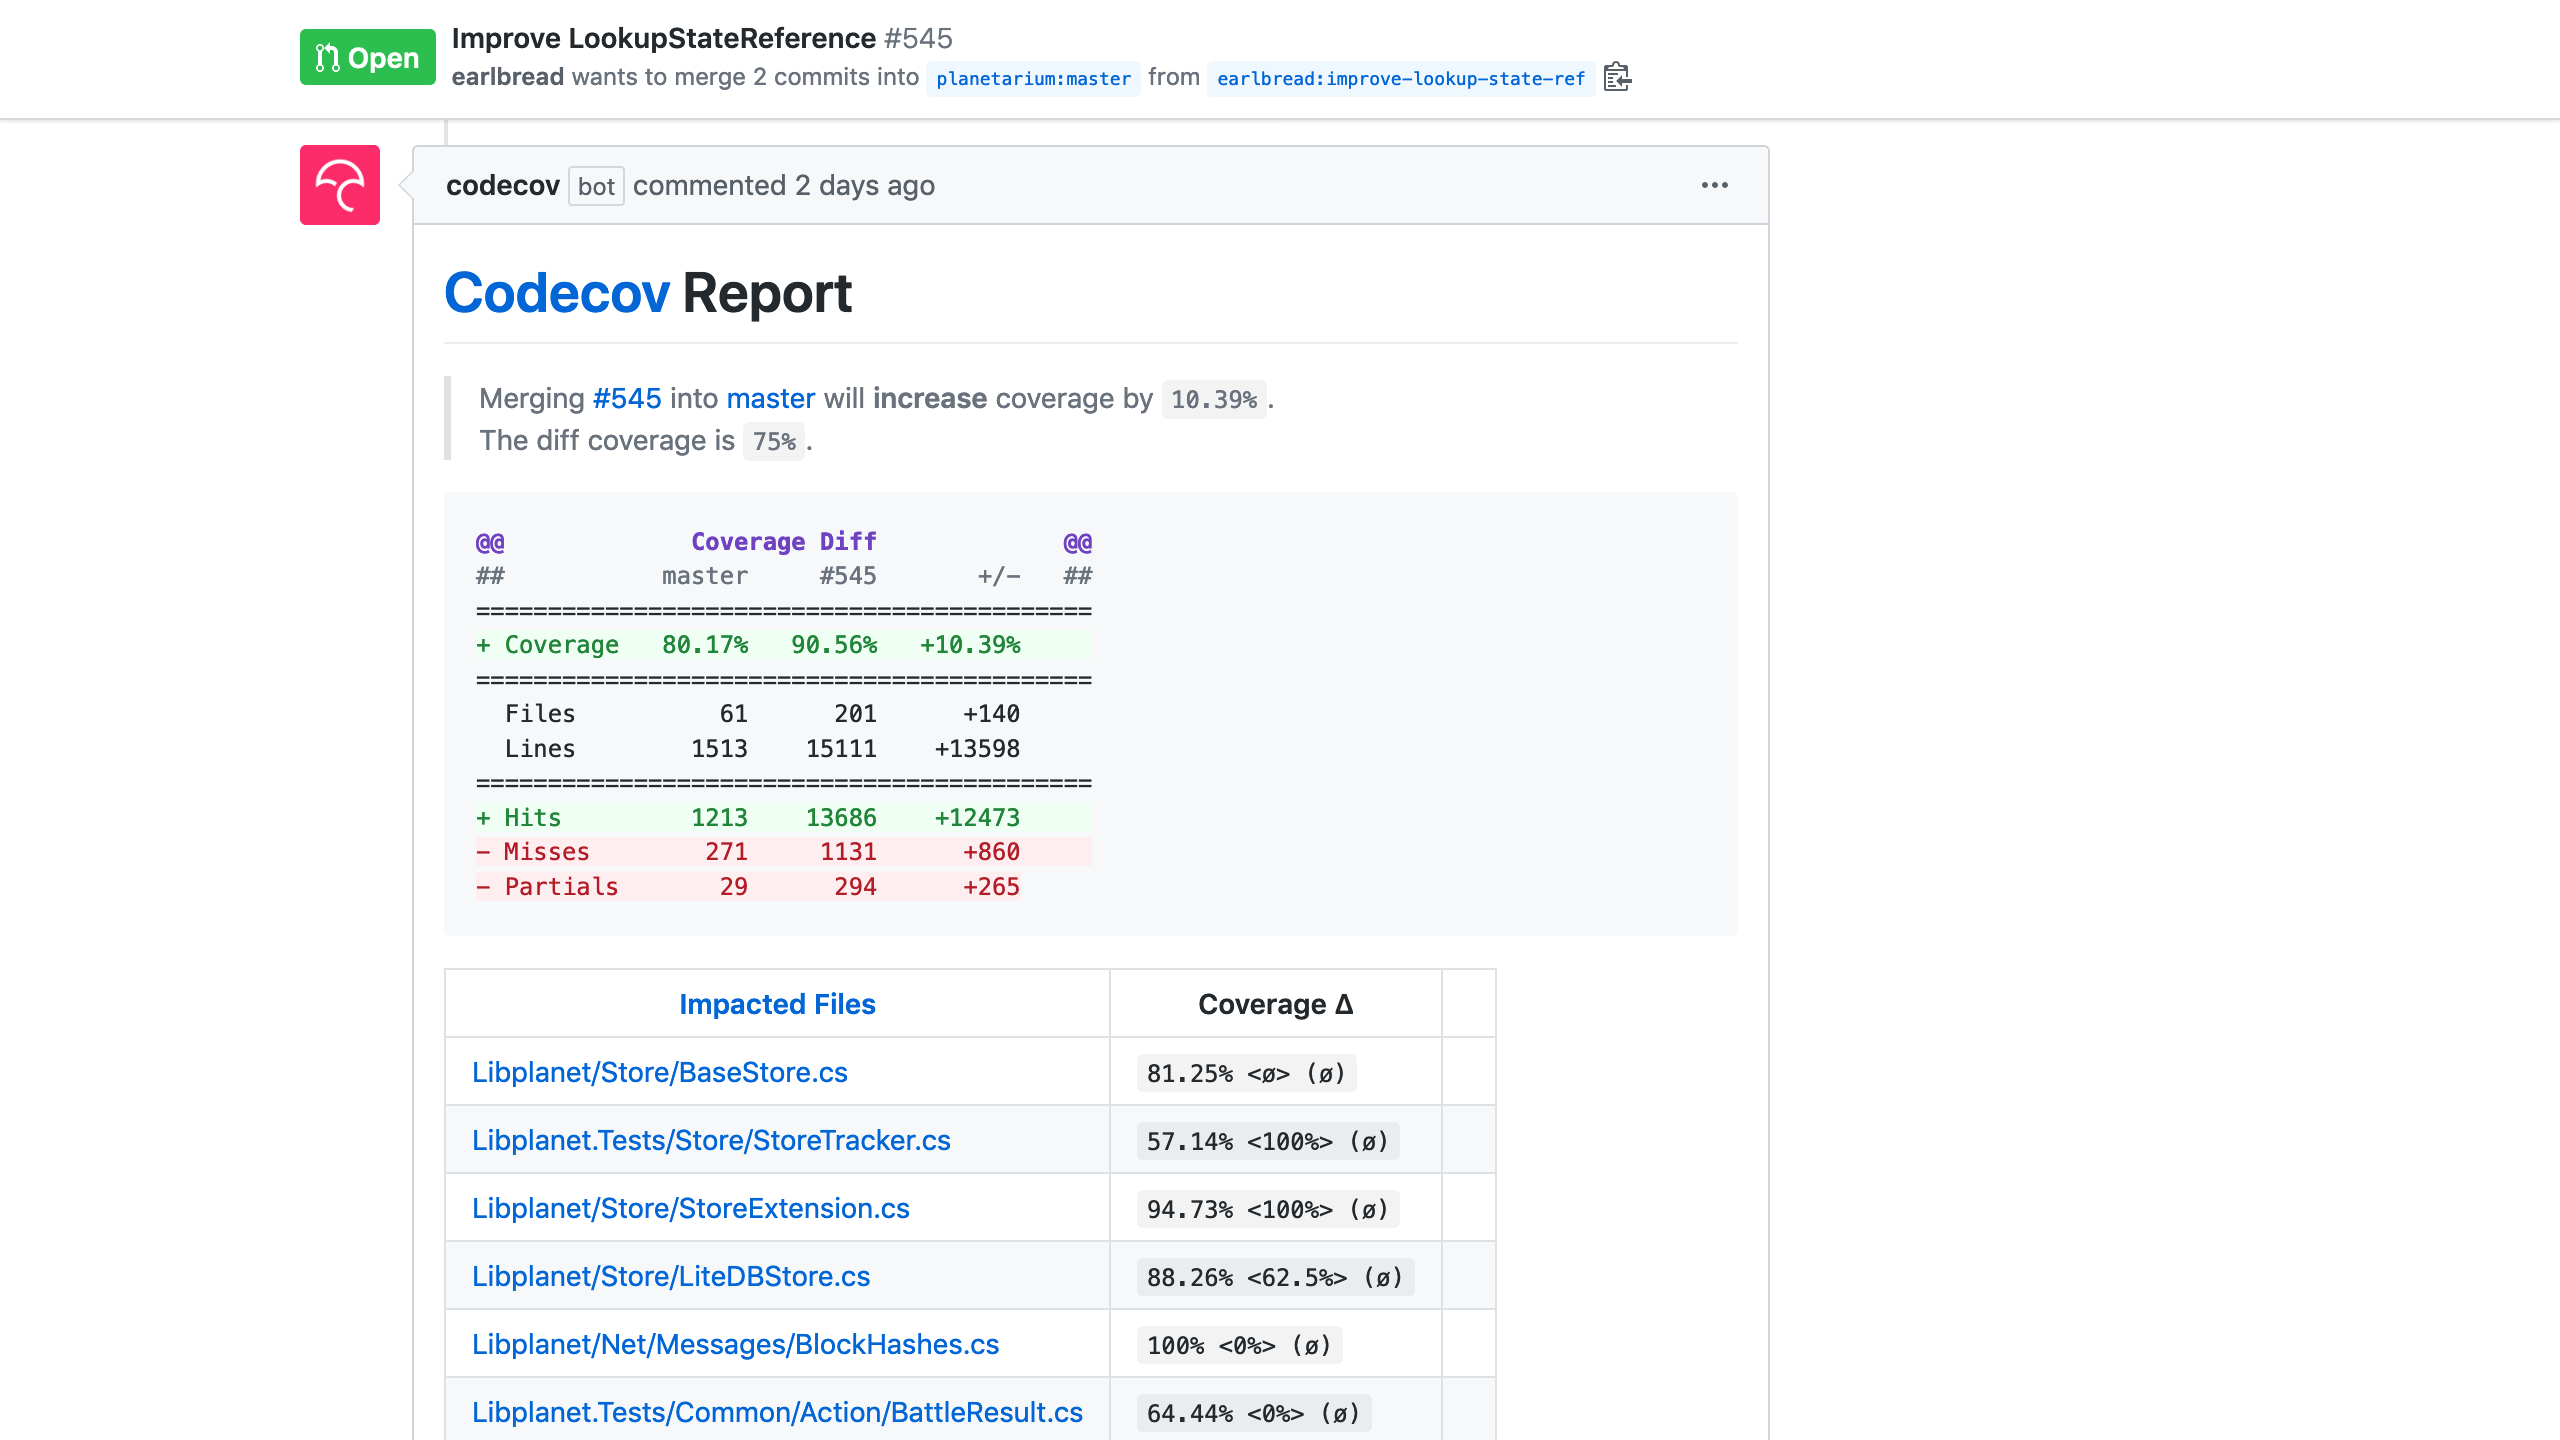 Open
Improve LookupStateReference #545
earlbread wants to merge 2 commits into planetarium:master from earlbread:improve-lookup-state-ref
codecov bot commented 2 days ago
Codecov Report
Merging #545 into master will increase coverage by 10.39%.
The diff coverage is 75%.
@@ Coverage Diff @@
## master #545 +/- ##
===========================================
+ Coverage 80.17% 90.56% +10.39%
===========================================
Files 61 201 +140
Lines 1513 15111 +13598
===========================================
+ Hits 1213 13686 +12473
- Misses 271 1131 +860
- Partials 29 294 +265
Impacted Files Coverage Δ
Libplanet/Store/BaseStore.cs 81.25% <ø> (ø)
Libplanet.Tests/Store/StoreTracker.cs 57.14% <100%> (ø)
Libplanet/Store/StoreExtension.cs 94.73% <100%> (ø)
Libplanet/Store/LiteDBStore.cs 88.26% <62.5%> (ø)
Libplanet/Net/Messages/BlockHashes.cs 100% <0%> (ø)
Libplanet.Tests/Common/Action/BattleResult.cs 64.44% <0%> (ø)